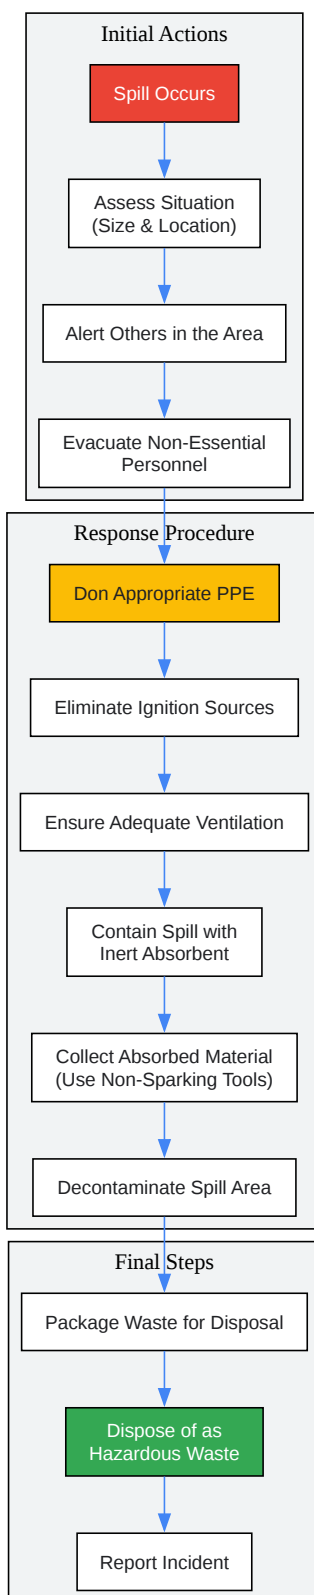 Initial Actions
Spill Occurs
Assess Situation
(Size & Location)
Alert Others in the Area
Evacuate Non-Essential
Personnel
Response Procedure
Don Appropriate PPE
Eliminate Ignition Sources
Ensure Adequate Ventilation
Contain Spill with
Inert Absorbent
Collect Absorbed Material
(Use Non-Sparking Tools)
Decontaminate Spill Area
Final Steps
Package Waste for Disposal
Dispose of as
Hazardous Waste
Report Incident